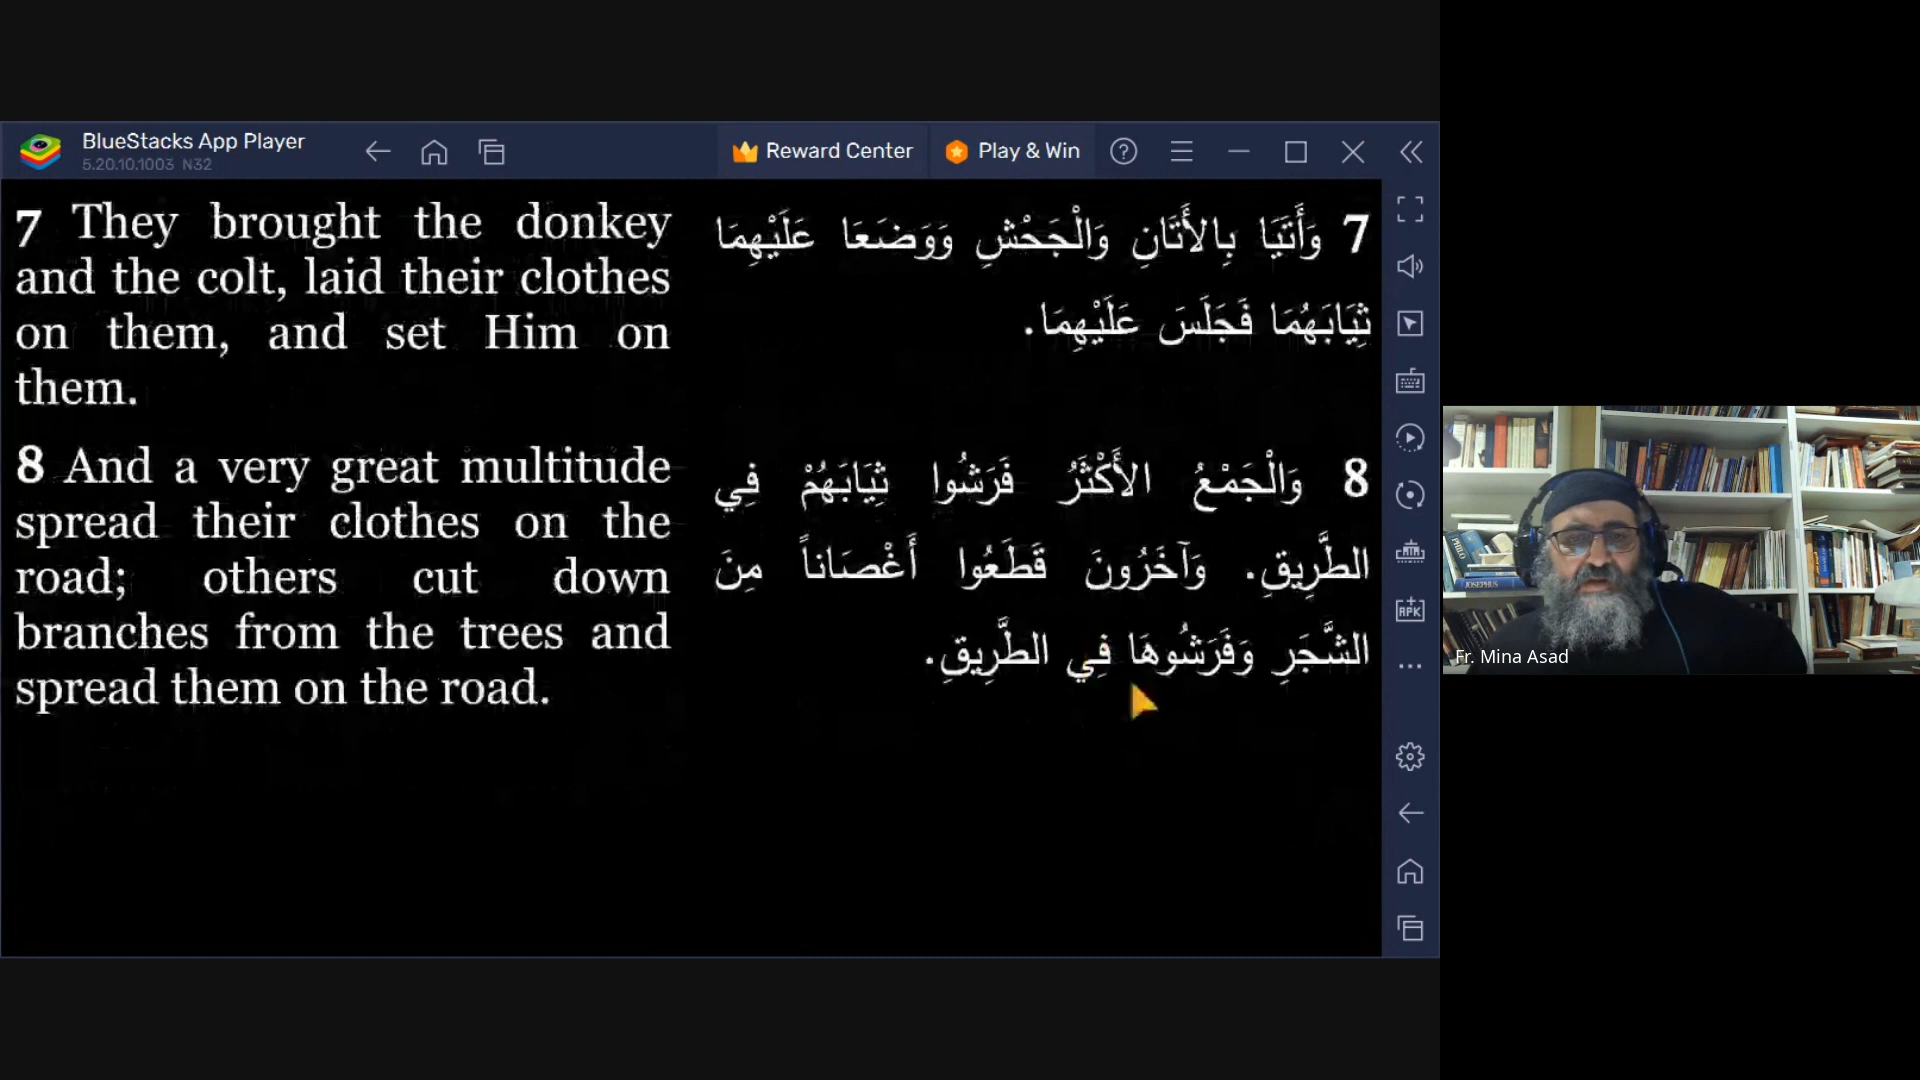 BlueStacks App Player
5.20.10.1003 N32
Reward Center
Play & Win
7 They brought the donkey
and the colt, laid their clothes
on them, and set Him on
them.
8 And a very great multitude
spread their clothes on the
road; others cut down
branches from the trees and
spread them on the road.
7 وَأَتَيَا بِالأَتَانِ وَالْجَحْشِ وَوَضَعَا عَلَيْهِمَا
ثِيَابَهُمَا فَجَلَسَ عَلَيْهِمَا.
8 وَالْجَمْعُ الأَكْثَرُ فَرَشُوا ثِيَابَهُمْ فِي
الطَّرِيقِ. وَآخَرُونَ قَطَعُوا أَغْصَاناً مِنَ
الشَّجَرِ وَفَرَشُوهَا فِي الطَّرِيقِ.
APK
PHILO
JOSEPHUS
Fr. Mina Asad